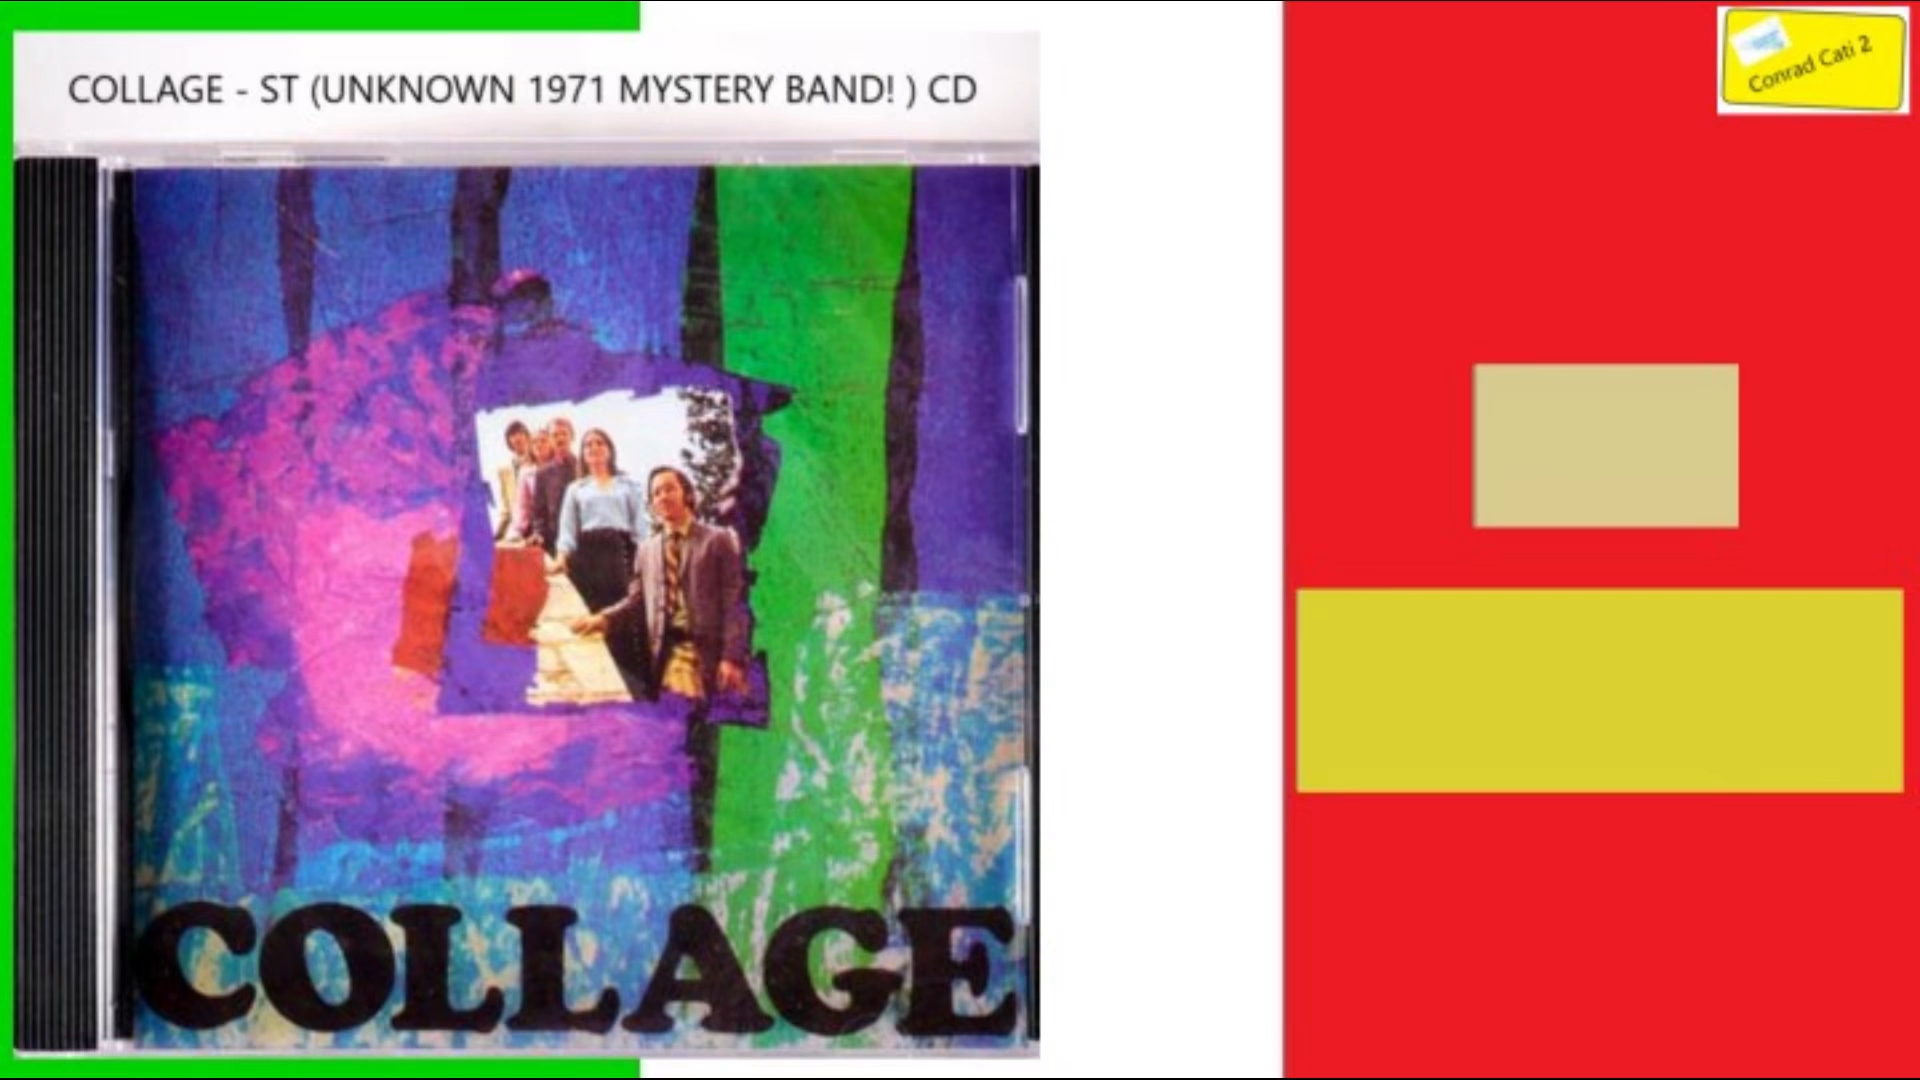 COLLAGE - ST (UNKNOWN 1971 MYSTERY BAND! ) CD
Conrad Cati 2
COLLAGE